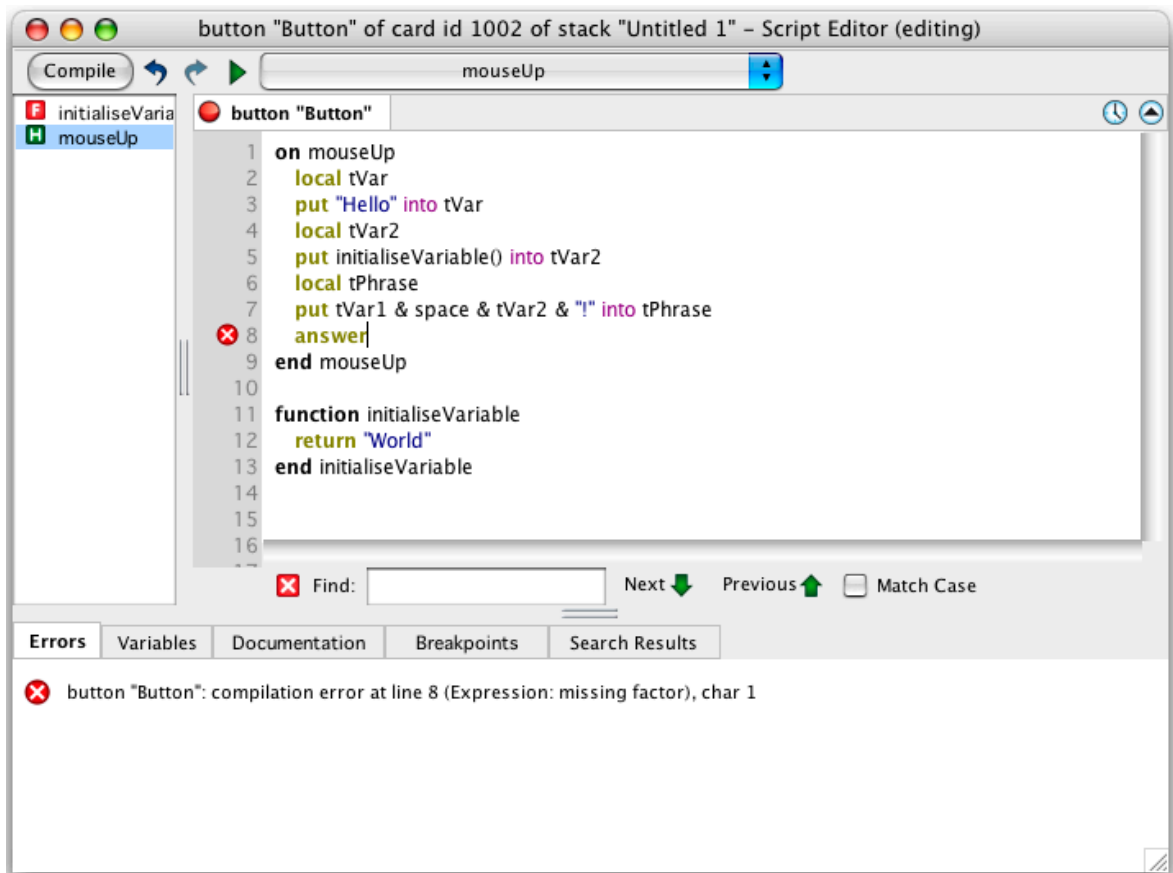 button "Button" of card id 1002 of stack "Untitled 1" – Script Editor (editing)
Compile mouseUp
initialiseVaria
mouseUp
button "Button"
1 on mouseUp
2 local tVar
3 put "Hello" into tVar
4 local tVar2
5 put initialiseVariable() into tVar2
6 local tPhrase
7 put tVar1 & space & tVar2 & "!" into tPhrase
8 answer
9 end mouseUp
10
11 function initialiseVariable
12 return "World"
13 end initialiseVariable
14
15
16
Find: Next Previous Match Case
Errors Variables Documentation Breakpoints Search Results
button "Button": compilation error at line 8 (Expression: missing factor), char 1